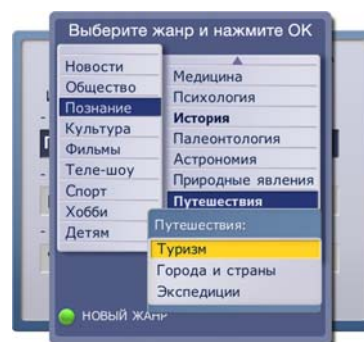 Выберите жанр и нажмите OK
Новости
Общество
Познание
Культура
Фильмы
Теле-шоу
Спорт
Хобби
Детям
Медицина
Психология
История
Палеонтология
Астрономия
Природные явления
Путешествия
Путешествия:
Туризм
Города и страны
Экспедиции
НОВЫЙ ЖАНР